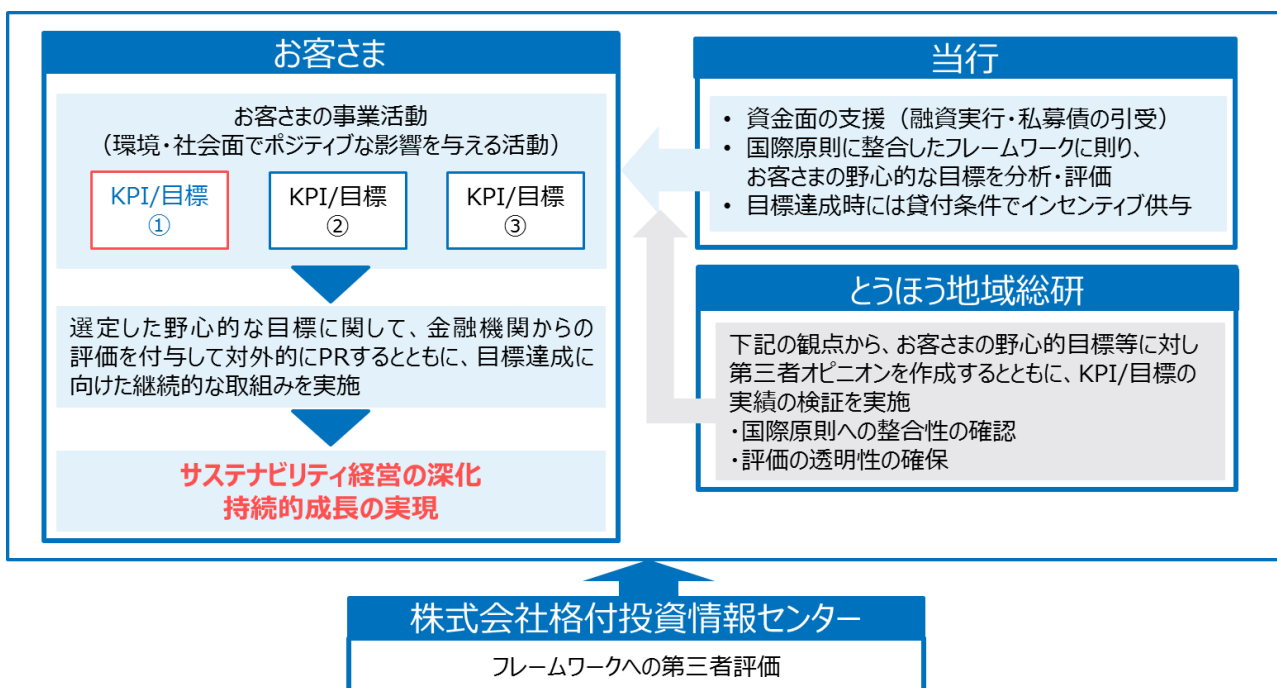 お客さま
お客さまの事業活動
（環境・社会面でポジティブな影響を与える活動）
KPI/目標
①
KPI/目標
②
KPI/目標
③
選定した野心的な目標に関して、金融機関からの
評価を付与して対外的にPRするとともに、目標達成に
向けた継続的な取組みを実施
サステナビリティ経営の深化
持続的成長の実現
当行
• 資金面の支援（融資実行・私募債の引受）
• 国際原則に整合したフレームワークに則り、
お客さまの野心的な目標を分析・評価
• 目標達成時には貸付条件でインセンティブ供与
とうほう地域総研
下記の観点から、お客さまの野心的目標等に対し
第三者オピニオンを作成するとともに、KPI/目標の
実績の検証を実施
・国際原則への整合性の確認
・評価の透明性の確保
株式会社格付投資情報センター
フレームワークへの第三者評価